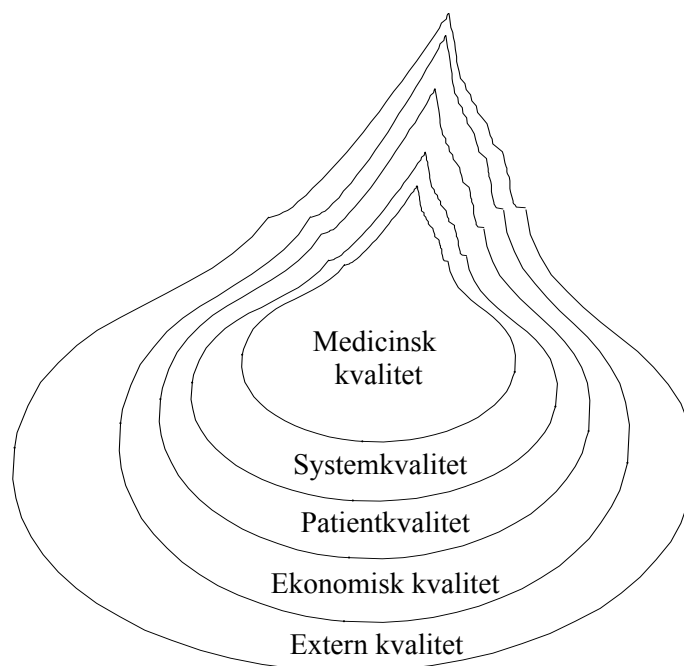 Medicinsk
kvalitet
Systemkvalitet
Patientkvalitet
Ekonomisk kvalitet
Extern kvalitet